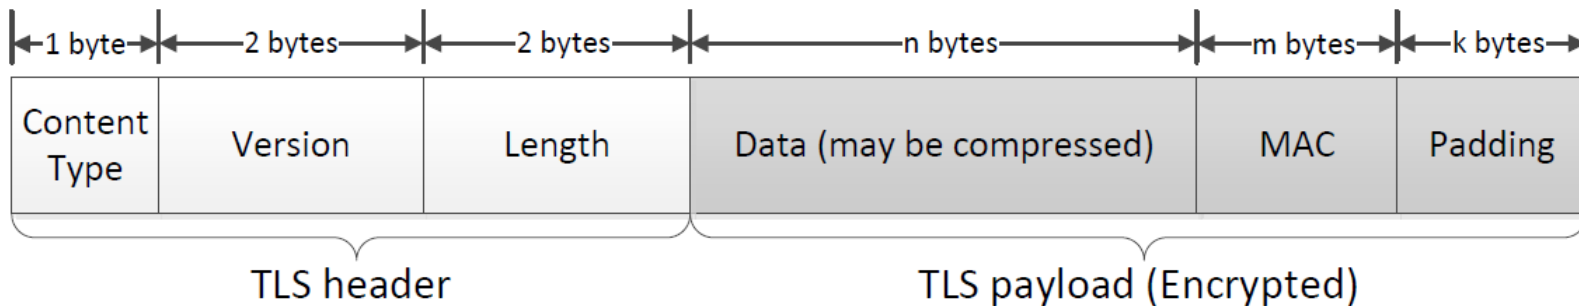 1 byte 2 bytes 2 bytes n bytes m bytes k bytes
Content Type Version Length Data (may be compressed) MAC Padding
TLS header TLS payload (Encrypted)